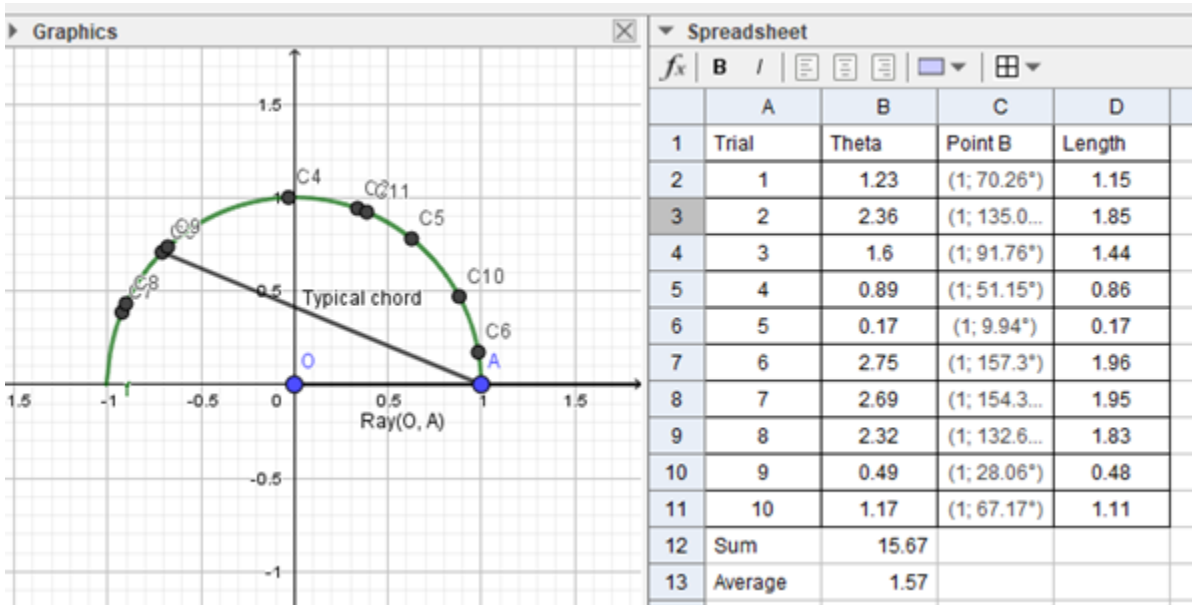 Graphics
1.5
C4
C11
1
C5
C9
C10
C8
0.5
Typical chord
C6
O
A
1.5
-1
-0.5
0
0.5
1
1.5
Ray(O, A)
-0.5
-1
Spreadsheet
fx B I
A B C D
1 Trial Theta Point B Length
2 1 1.23 (1; 70.26°) 1.15
3 2 2.36 (1; 135.0... 1.85
4 3 1.6 (1; 91.76°) 1.44
5 4 0.89 (1; 51.15°) 0.86
6 5 0.17 (1; 9.94°) 0.17
7 6 2.75 (1; 157.3°) 1.96
8 7 2.69 (1; 154.3... 1.95
9 8 2.32 (1; 132.6... 1.83
10 9 0.49 (1; 28.06°) 0.48
11 10 1.17 (1; 67.17°) 1.11
12 Sum 15.67
13 Average 1.57